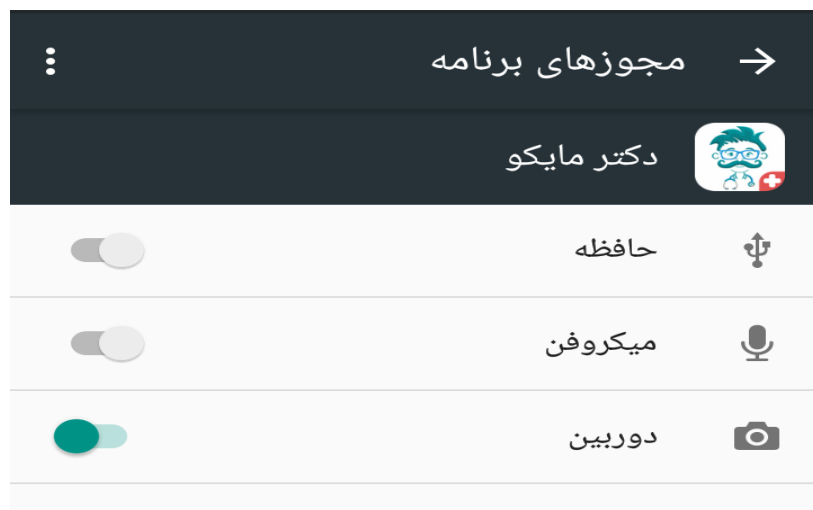 مجوزهای برنامه
دکتر مایکو
حافظه
میکروفن
دوربین